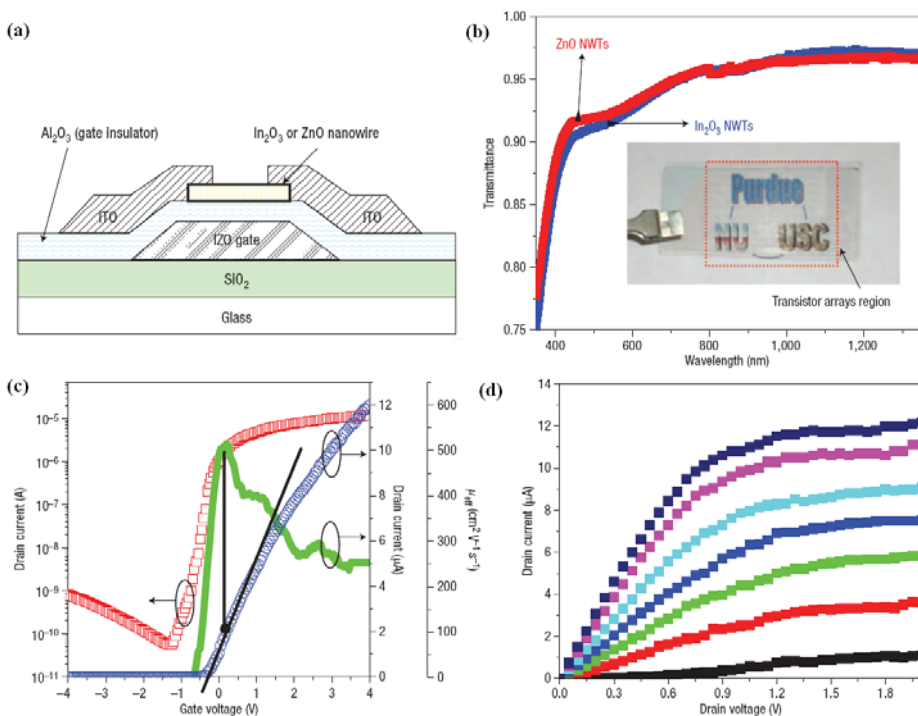 (a)
Al₂O₃ (gate insulator)
In₂O₃ or ZnO nanowire
ITO
ITO
IZO gate
SiO₂
Glass
(b)
1.00
0.95
0.90
0.85
0.80
0.75
Transmittance
ZnO NWTs
In₂O₃ NWTs
Purdue
NU USC
Transistor arrays region
400 600 800 1,000 1,200
Wavelength (nm)
(c)
10⁻⁵
10⁻⁶
10⁻⁷
10⁻⁸
10⁻⁹
10⁻¹⁰
10⁻¹¹
Drain current (A)
12
10
8
6
4
2
0
Drain current (μA)
600
500
400
300
200
100
0
μeff (cm² V⁻¹ s⁻¹)
−4 −3 −2 −1 0 1 2 3 4
Gate voltage (V)
(d)
14
12
10
8
6
4
2
0
Drain current (μA)
0.0 0.3 0.6 0.9 1.2 1.5 1.8
Drain voltage (V)